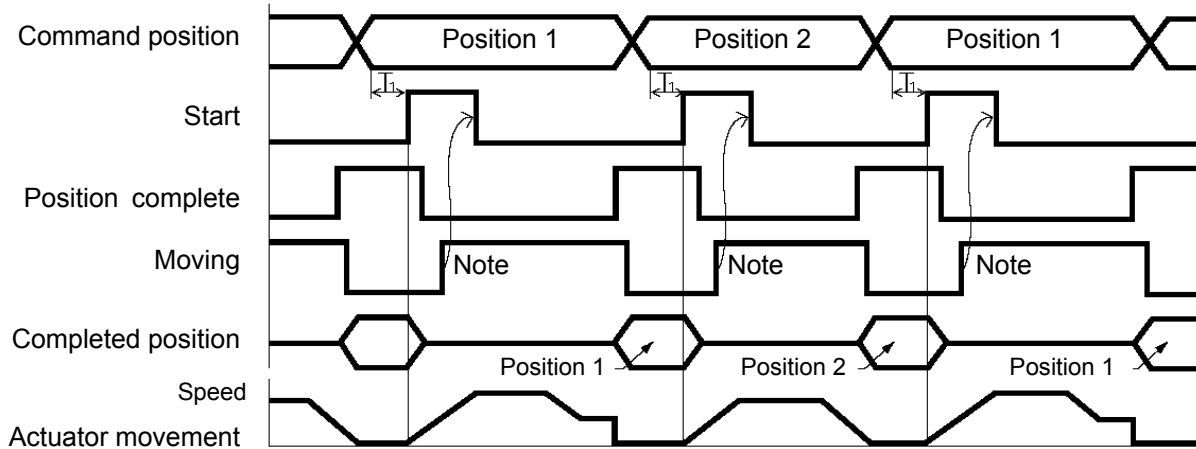 Command position
Position 1
Position 2
Position 1
T1
T1
T1
Start
Position complete
Moving
Note
Note
Note
Completed position
Position 1
Position 2
Position 1
Speed
Actuator movement